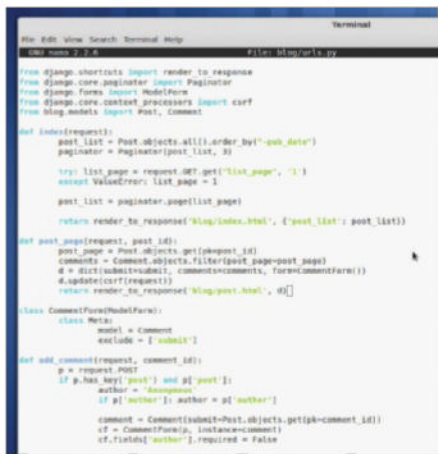 Terminal
File Edit View Search Terminal Help
GNU nano 2.2.6 File: blog/urls.py
from django.shortcuts import render_to_response
from django.core.paginator import Paginator
from django.forms import ModelForm
from django.core.context_processors import csrf
from blog.models import Post, Comment
def index(request):
post_list = Post.objects.all().order_by("-pub_date")
paginator = Paginator(post_list, 3)
try: list_page = request.GET.get("list_page", '1')
except ValueError: list_page = 1
post_list = paginator.page(list_page)
return render_to_response('blog/index.html', {'post_list': post_list})
def post_page(request, post_id):
post_page = Post.objects.get(pk=post_id)
comments = Comment.objects.filter(post_page=post_page)
d = dict(submit=submit, comments=comments, form=CommentForm())
d.update(csrf(request))
return render_to_response('blog/post.html', d)
class CommentForm(ModelForm):
class Meta:
model = Comment
exclude = ['submit']
def add_comment(request, comment_id):
p = request.POST
if p.has_key('post') and p['post']:
author = 'Anonymous'
if p['author']: author = p['author']
comment = Comment(submit=Post.objects.get(pk=comment_id))
cf = CommentForm(p, instance=comment)
cf.fields['author'].required = False